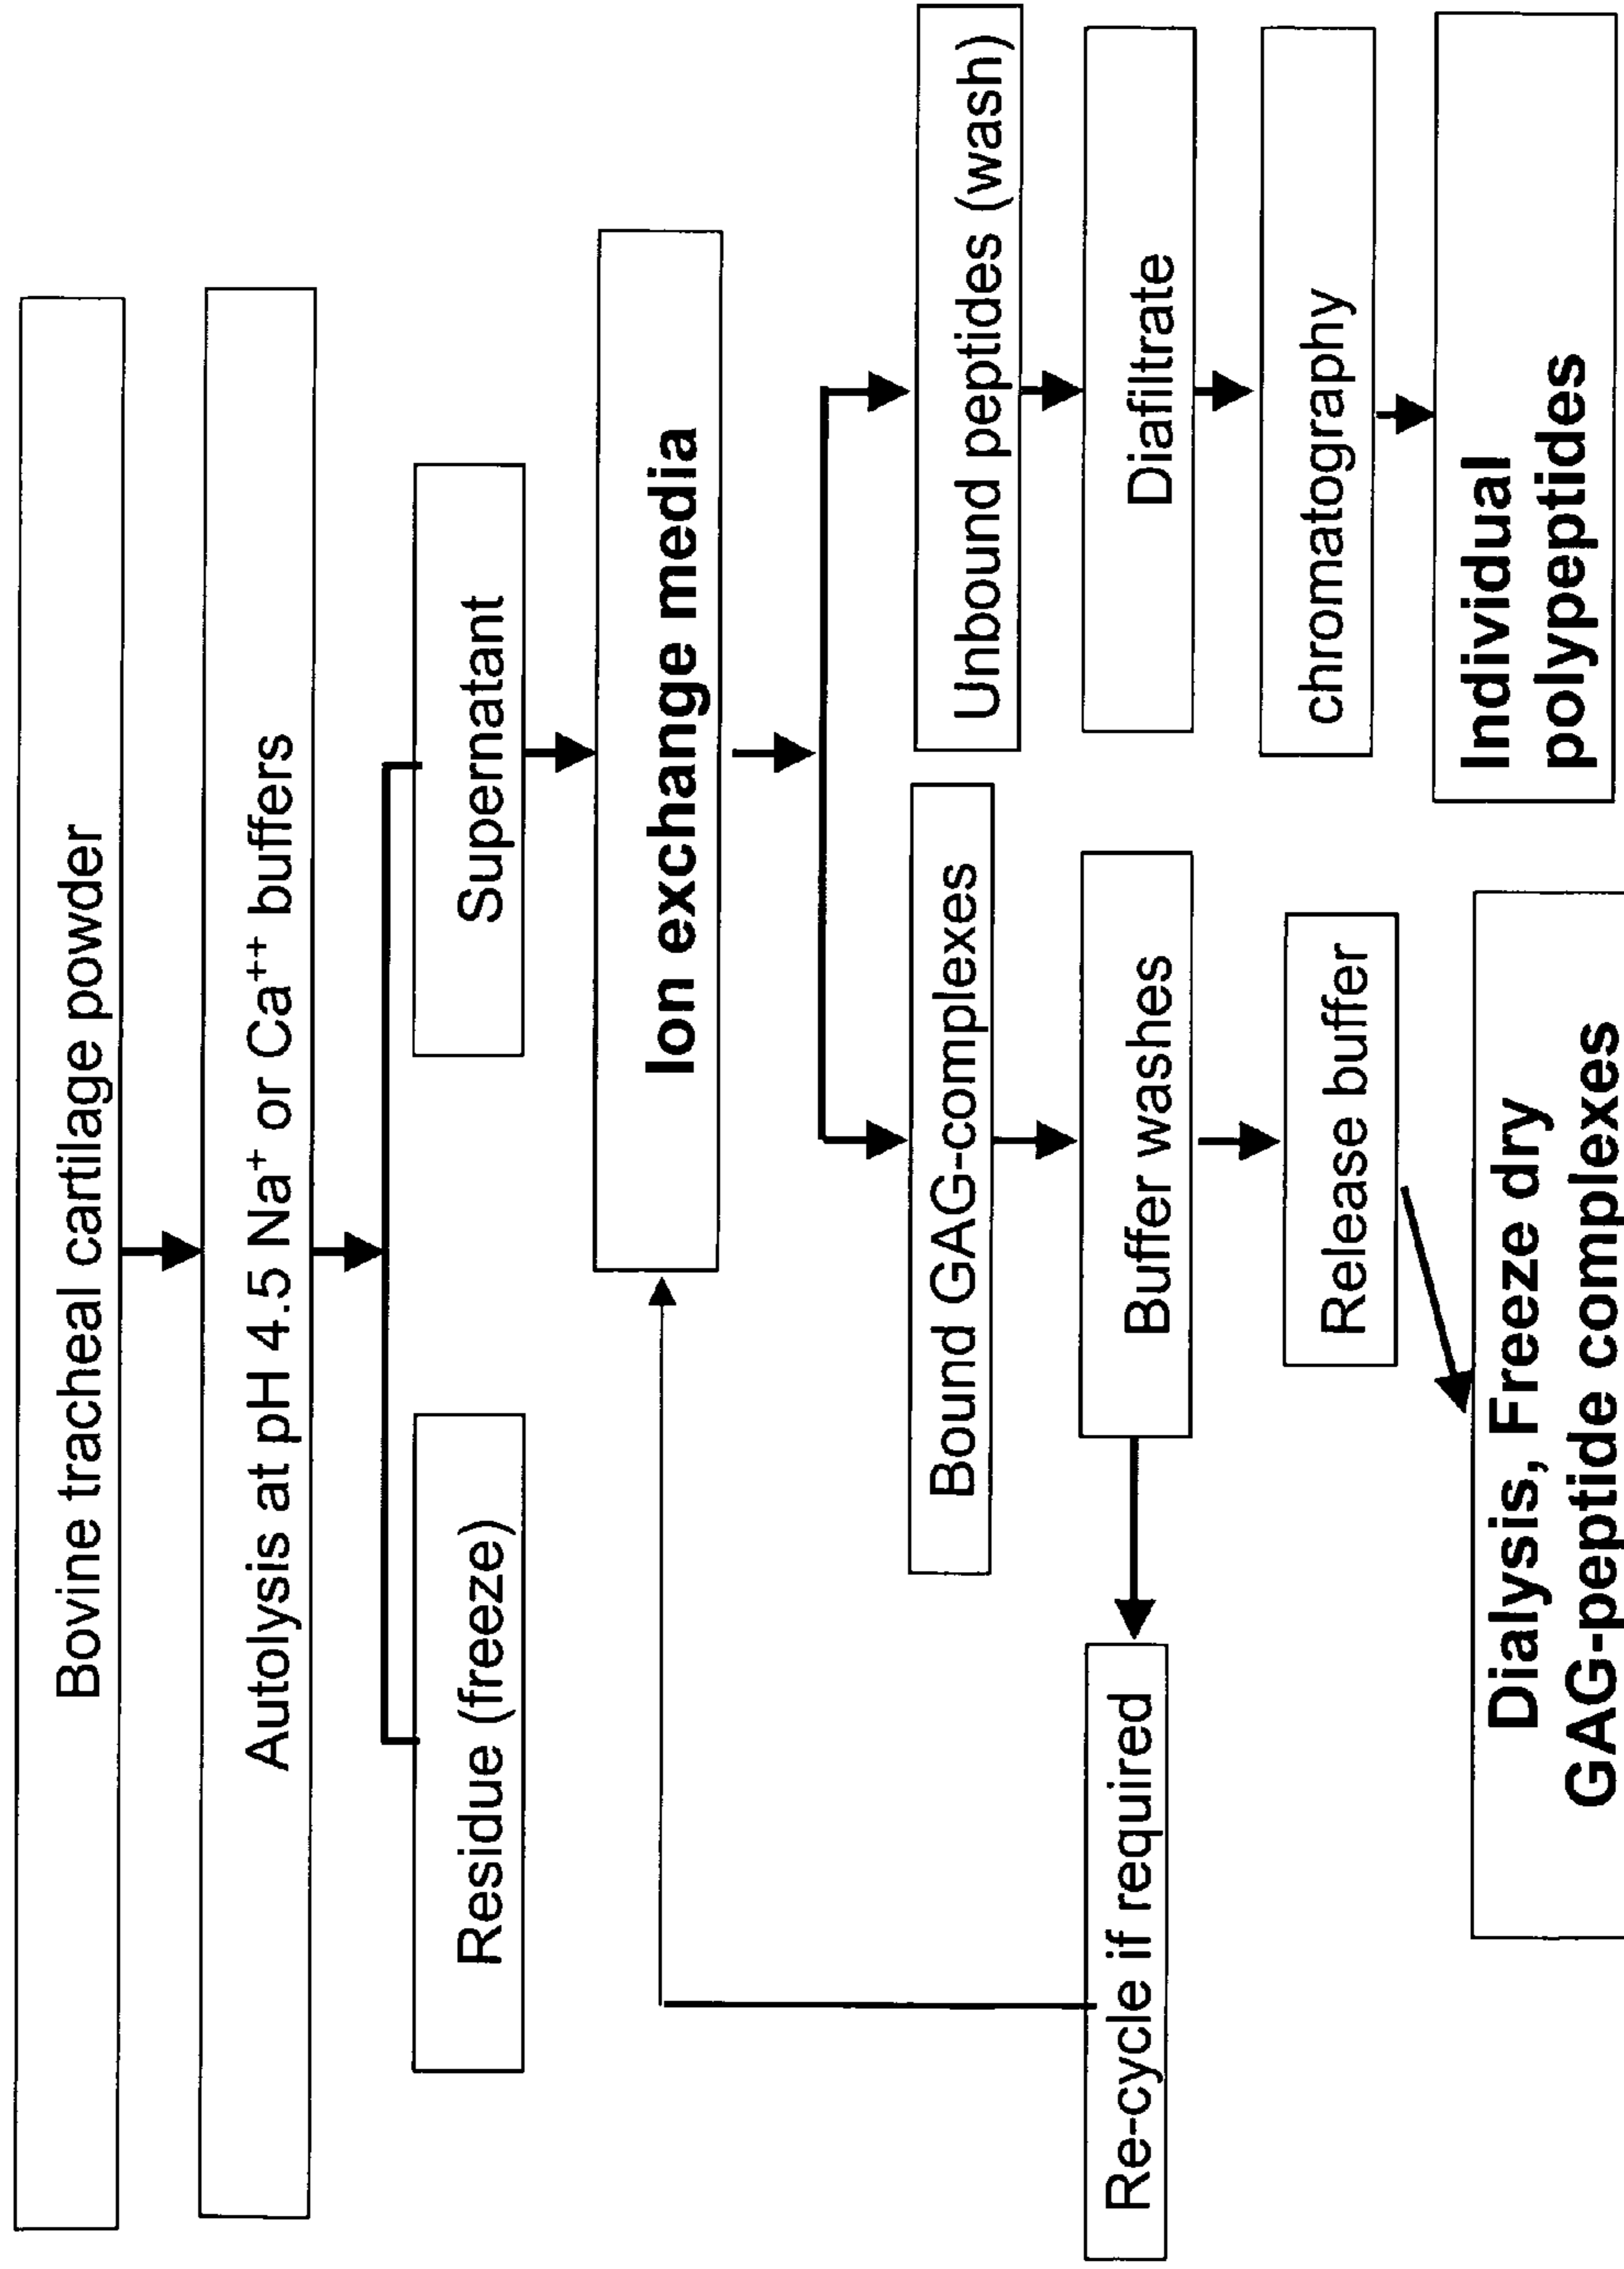 Bovine tracheal cartilage powder
Autolysis at pH 4.5 Na⁺ or Ca⁺⁺ buffers
Residue (freeze)
Supernatant
Ion exchange media
Bound GAG-complexes
Unbound peptides (wash)
Re-cycle if required
Buffer washes
Diafiltrate
Release buffer
chromatography
Dialysis, Freeze dry
GAG-peptide complexes
Individual
polypeptides